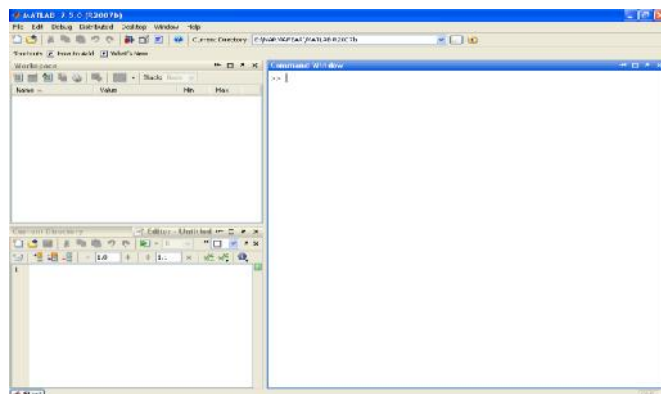 MATLAB 7.5.0 (R2007b)
File Edit Debug Distributed Desktop Window Help
Current Directory:
Shortcuts How to Add What's New
Workspace
Stack:
Name Value Min Max
Current Directory Editor - Untitled
1.0
1
Command Window
>>